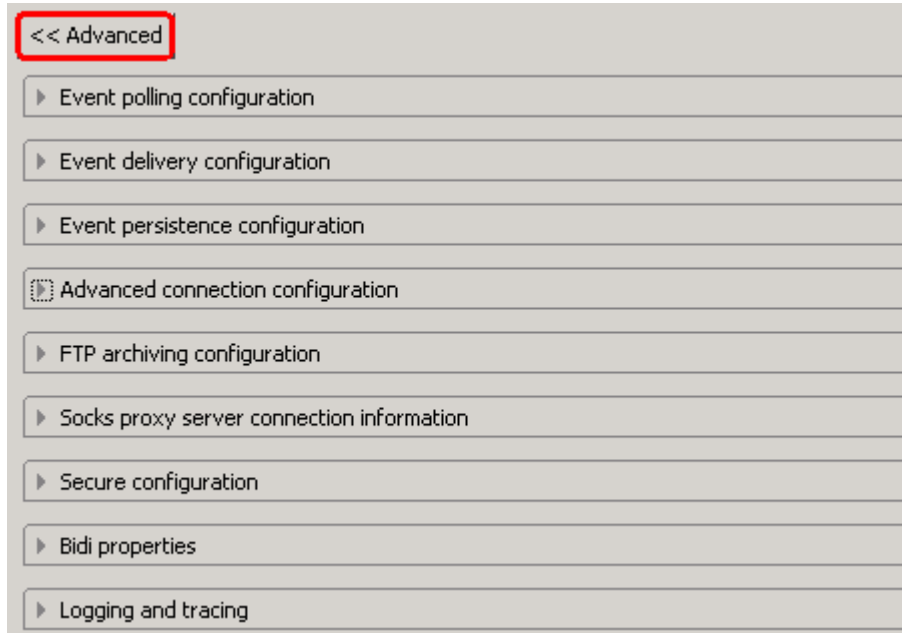 << Advanced
Event polling configuration
Event delivery configuration
Event persistence configuration
Advanced connection configuration
FTP archiving configuration
Socks proxy server connection information
Secure configuration
Bidi properties
Logging and tracing